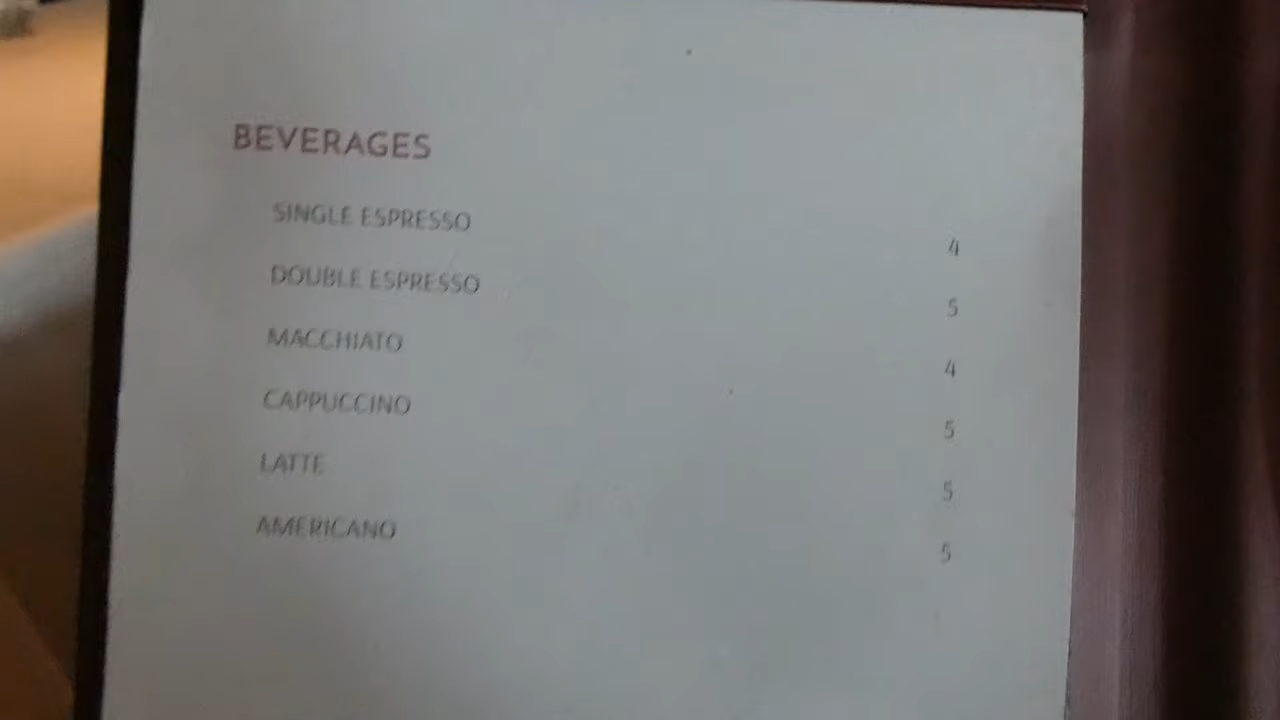 BEVERAGES
SINGLE ESPRESSO 4
DOUBLE ESPRESSO 5
MACCHIATO 4
CAPPUCCINO 5
LATTE 5
AMERICANO 5